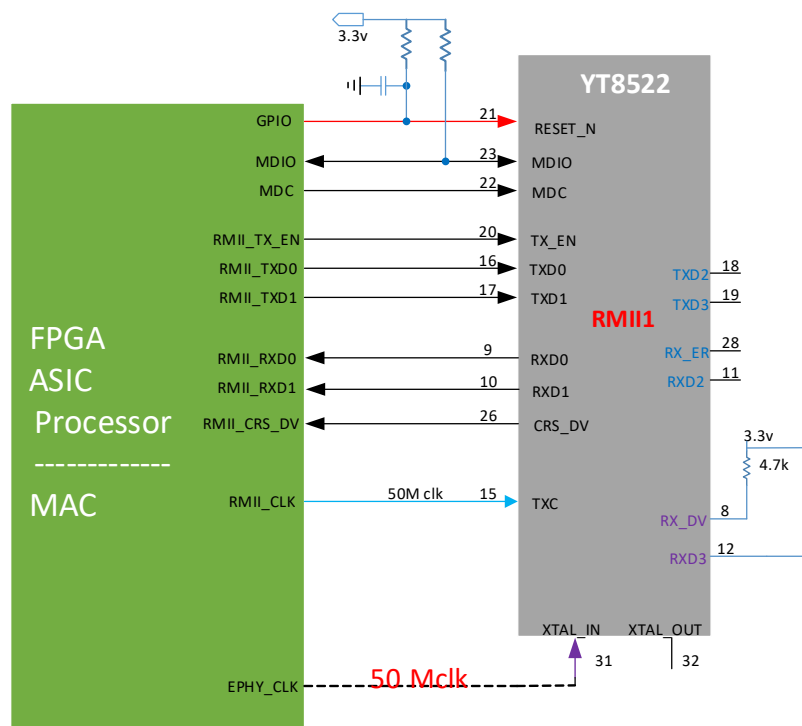 3.3v
YT8522
GPIO
21
RESET_N
MDIO
23
MDIO
MDC
22
MDC
RMII_TX_EN
20
TX_EN
RMII_TXD0
16
TXD0
RMII_TXD1
17
TXD1
TXD2
18
TXD3
19
RMII1
RX_ER
28
RXD2
11
FPGA
ASIC
Processor
-------------
MAC
RMII_RXD0
9
RXD0
RMII_RXD1
10
RXD1
RMII_CRS_DV
26
CRS_DV
3.3v
4.7k
RMII_CLK
50M clk
15
TXC
RX_DV
8
RXD3
12
XTAL_IN
XTAL_OUT
31
32
EPHY_CLK
50 Mclk